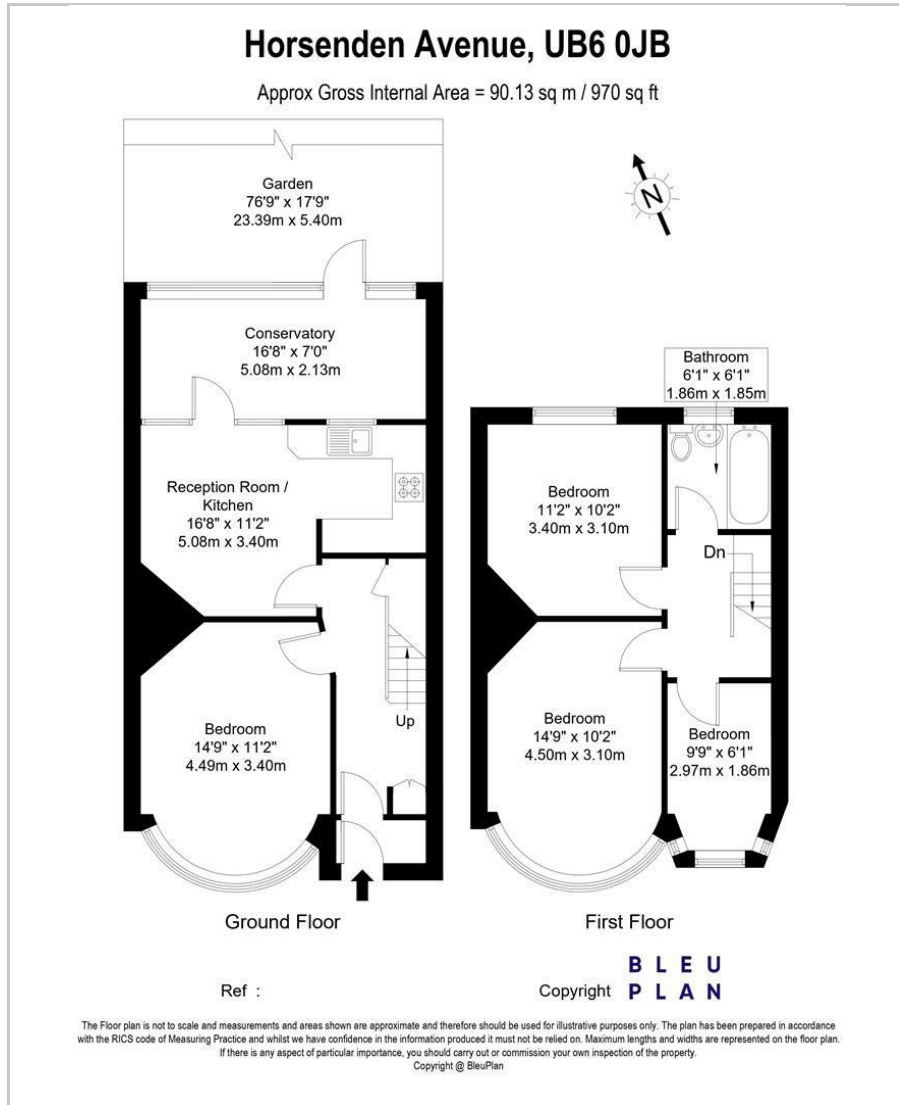 Horsenden Avenue, UB6 0JB
Approx Gross Internal Area = 90.13 sq m / 970 sq ft
Garden
76'9" x 17'9"
23.39m x 5.40m
N
Conservatory
16'8" x 7'0"
5.08m x 2.13m
Reception Room /
Kitchen
16'8" x 11'2"
5.08m x 3.40m
Bedroom
14'9" x 11'2"
4.49m x 3.40m
Up
Ground Floor
Bathroom
6'1" x 6'1"
1.86m x 1.85m
Bedroom
11'2" x 10'2"
3.40m x 3.10m
Dn
Bedroom
14'9" x 10'2"
4.50m x 3.10m
Bedroom
9'9" x 6'1"
2.97m x 1.86m
First Floor
Ref :
Copyright
BLEU
PLAN
The Floor plan is not to scale and measurements and areas shown are approximate and therefore should be used for illustrative purposes only. The plan has been prepared in accordance
with the RICS code of Measuring Practice and whilst we have confidence in the information produced it must not be relied on. Maximum lengths and widths are represented on the floor plan.
If there is any aspect of particular importance, you should carry out or commission your own inspection of the property.
Copyright @ BleuPlan